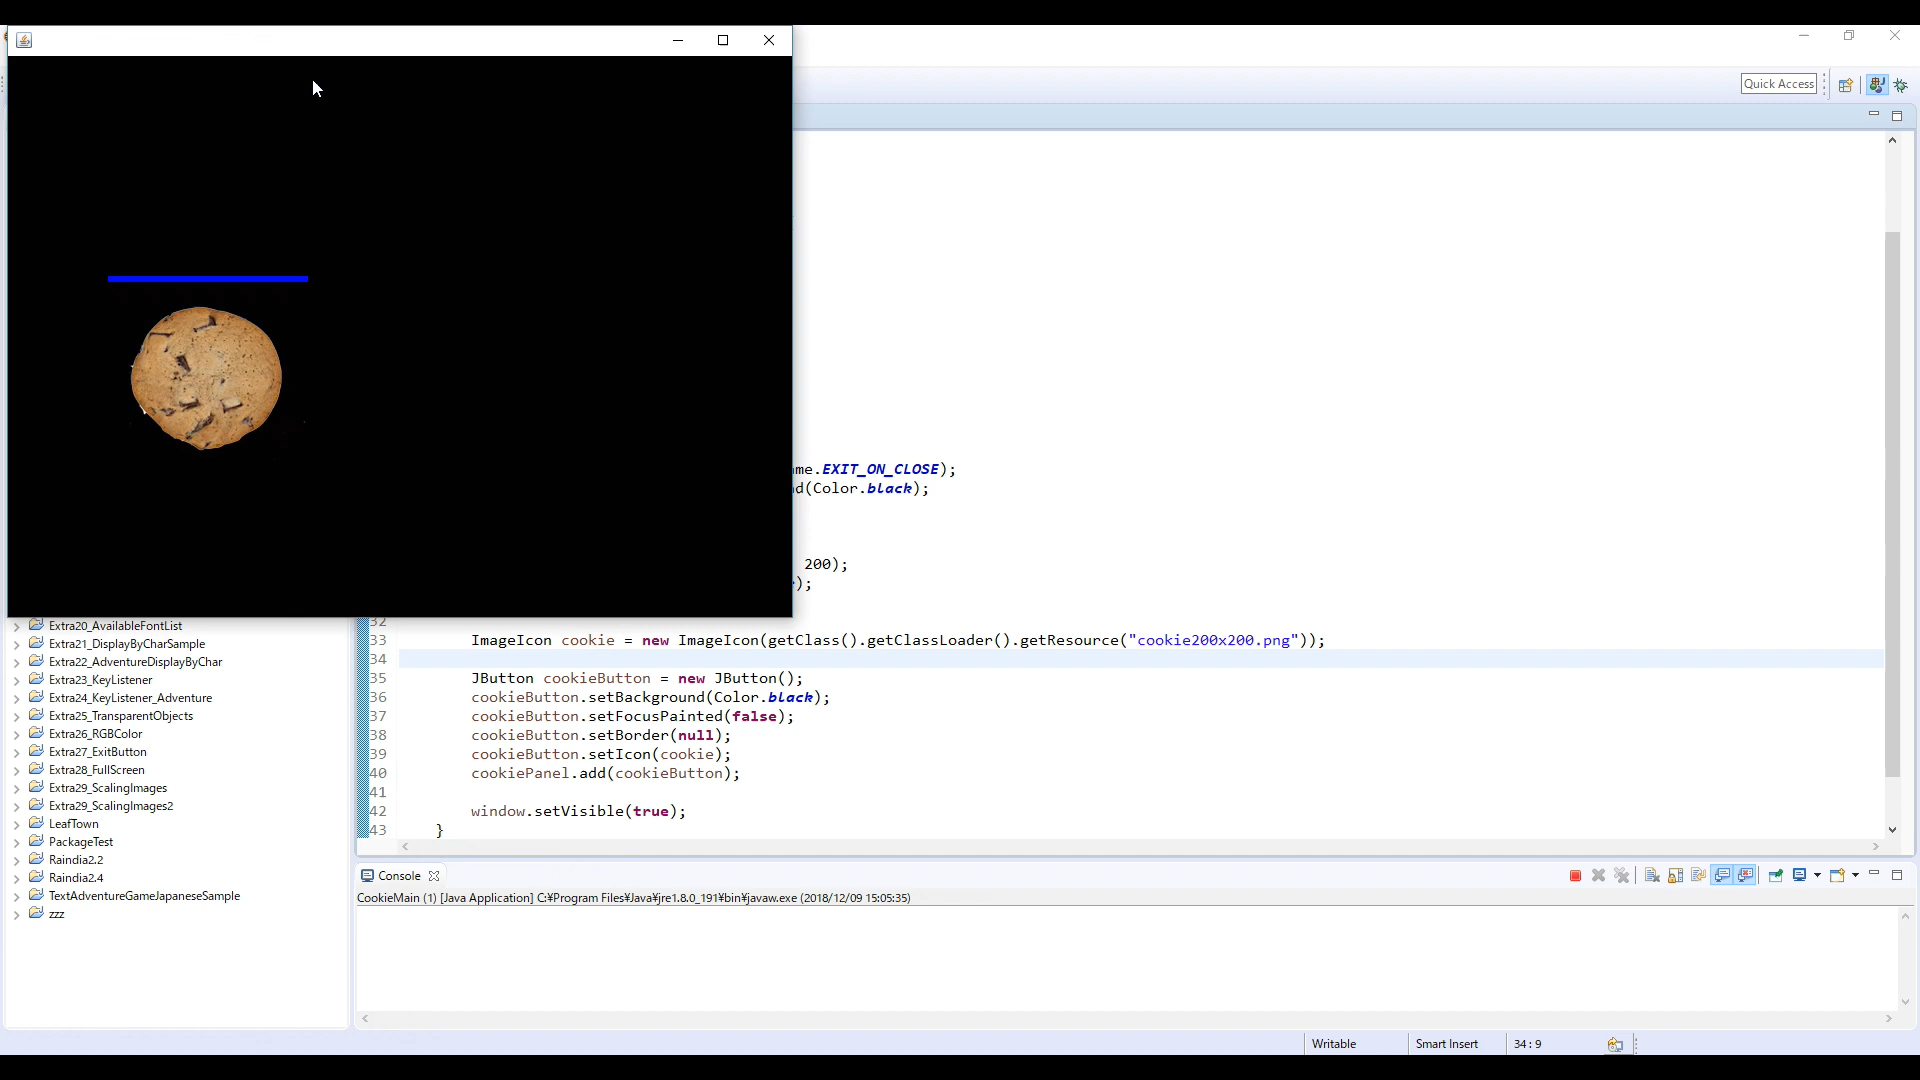 Quick Access
me.EXIT_ON_CLOSE);
d(Color.black);
200);
);
32
33 ImageIcon cookie = new ImageIcon(getClass().getClassLoader().getResource("cookie200x200.png"));
34
35 JButton cookieButton = new JButton();
36 cookieButton.setBackground(Color.black);
37 cookieButton.setFocusPainted(false);
38 cookieButton.setBorder(null);
39 cookieButton.setIcon(cookie);
40 cookiePanel.add(cookieButton);
41
42 window.setVisible(true);
43 }
Extra20_AvailableFontList
Extra21_DisplayByCharSample
Extra22_AdventureDisplayByChar
Extra23_KeyListener
Extra24_KeyListener_Adventure
Extra25_TransparentObjects
Extra26_RGBColor
Extra27_ExitButton
Extra28_FullScreen
Extra29_ScalingImages
Extra29_ScalingImages2
LeafTown
PackageTest
Raindia2.2
Raindia2.4
TextAdventureGameJapaneseSample
zzz
Console
CookieMain (1) [Java Application] C:¥Program Files¥Java¥jre1.8.0_191¥bin¥javaw.exe (2018/12/09 15:05:35)
Writable
Smart Insert
34 : 9